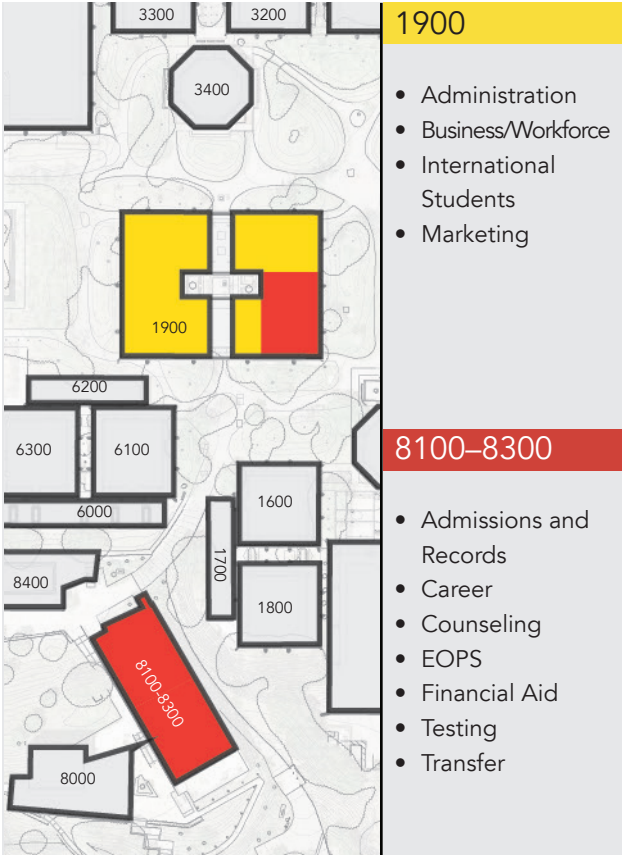 3300
3200
3400
1900
6200
6300
6100
6000
1600
1700
1800
8400
8100-8300
8000
1900
• Administration
• Business/Workforce
• International
Students
• Marketing
8100–8300
• Admissions and
Records
• Career
• Counseling
• EOPS
• Financial Aid
• Testing
• Transfer